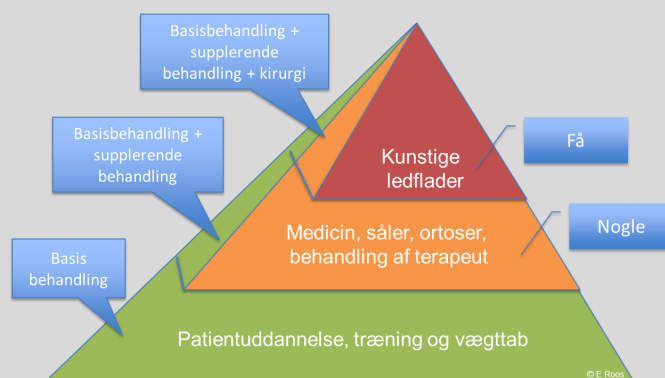 Basisbehandling +
supplerende
behandling + kirurgi
Basisbehandling +
supplerende
behandling
Basis
behandling
Kunstige
ledflader
Få
Medicin, såler, ortoser,
behandling af terapeut
Nogle
Patientuddannelse, træning og vægttab
© E Roos